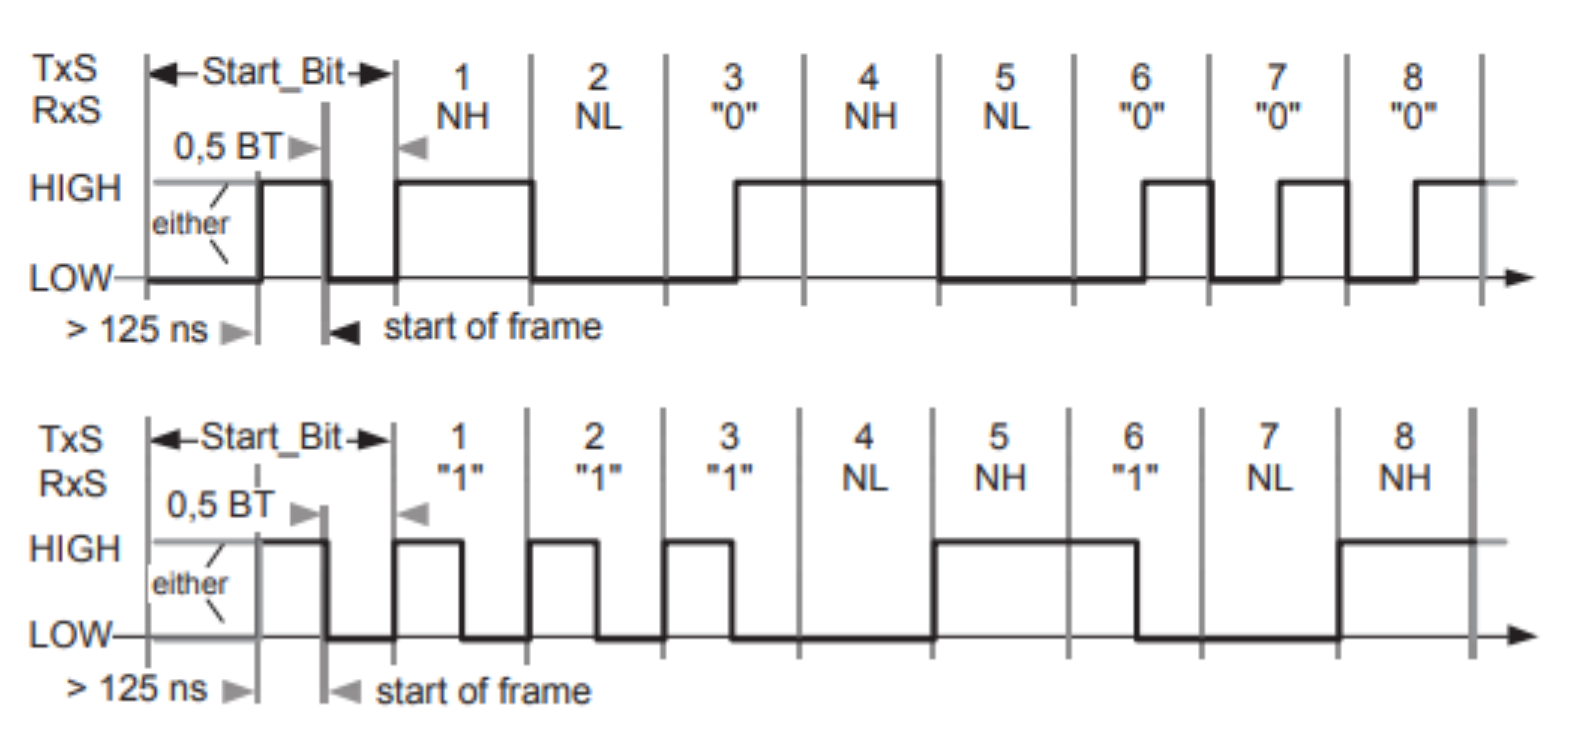 TxS Start_Bit 1 2 3 4 5 6 7 8
RxS NH NL "0" NH NL "0" "0" "0"
0,5 BT
HIGH
either
LOW
> 125 ns start of frame
TxS Start_Bit 1 2 3 4 5 6 7 8
RxS "1" "1" "1" NL NH "1" NL NH
0,5 BT
HIGH
either
LOW
> 125 ns start of frame